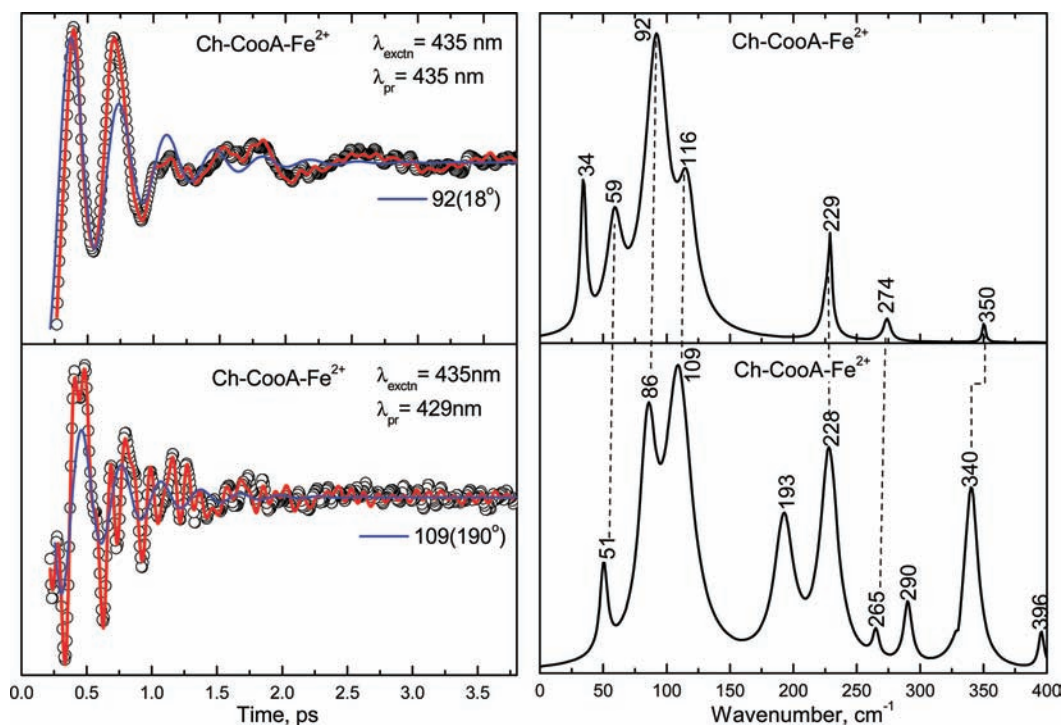 Ch-CooA-Fe²⁺
λexctn = 435 nm
λpr = 435 nm
92(18°)
Ch-CooA-Fe²⁺
λexctn = 435nm
λpr = 429nm
109(190°)
0.0 0.5 1.0 1.5 2.0 2.5 3.0 3.5
Time, ps
Ch-CooA-Fe²⁺
34
59
92
116
229
274
350
Ch-CooA-Fe²⁺
51
86
109
193
228
265
290
340
396
0 50 100 150 200 250 300 350 400
Wavenumber, cm⁻¹